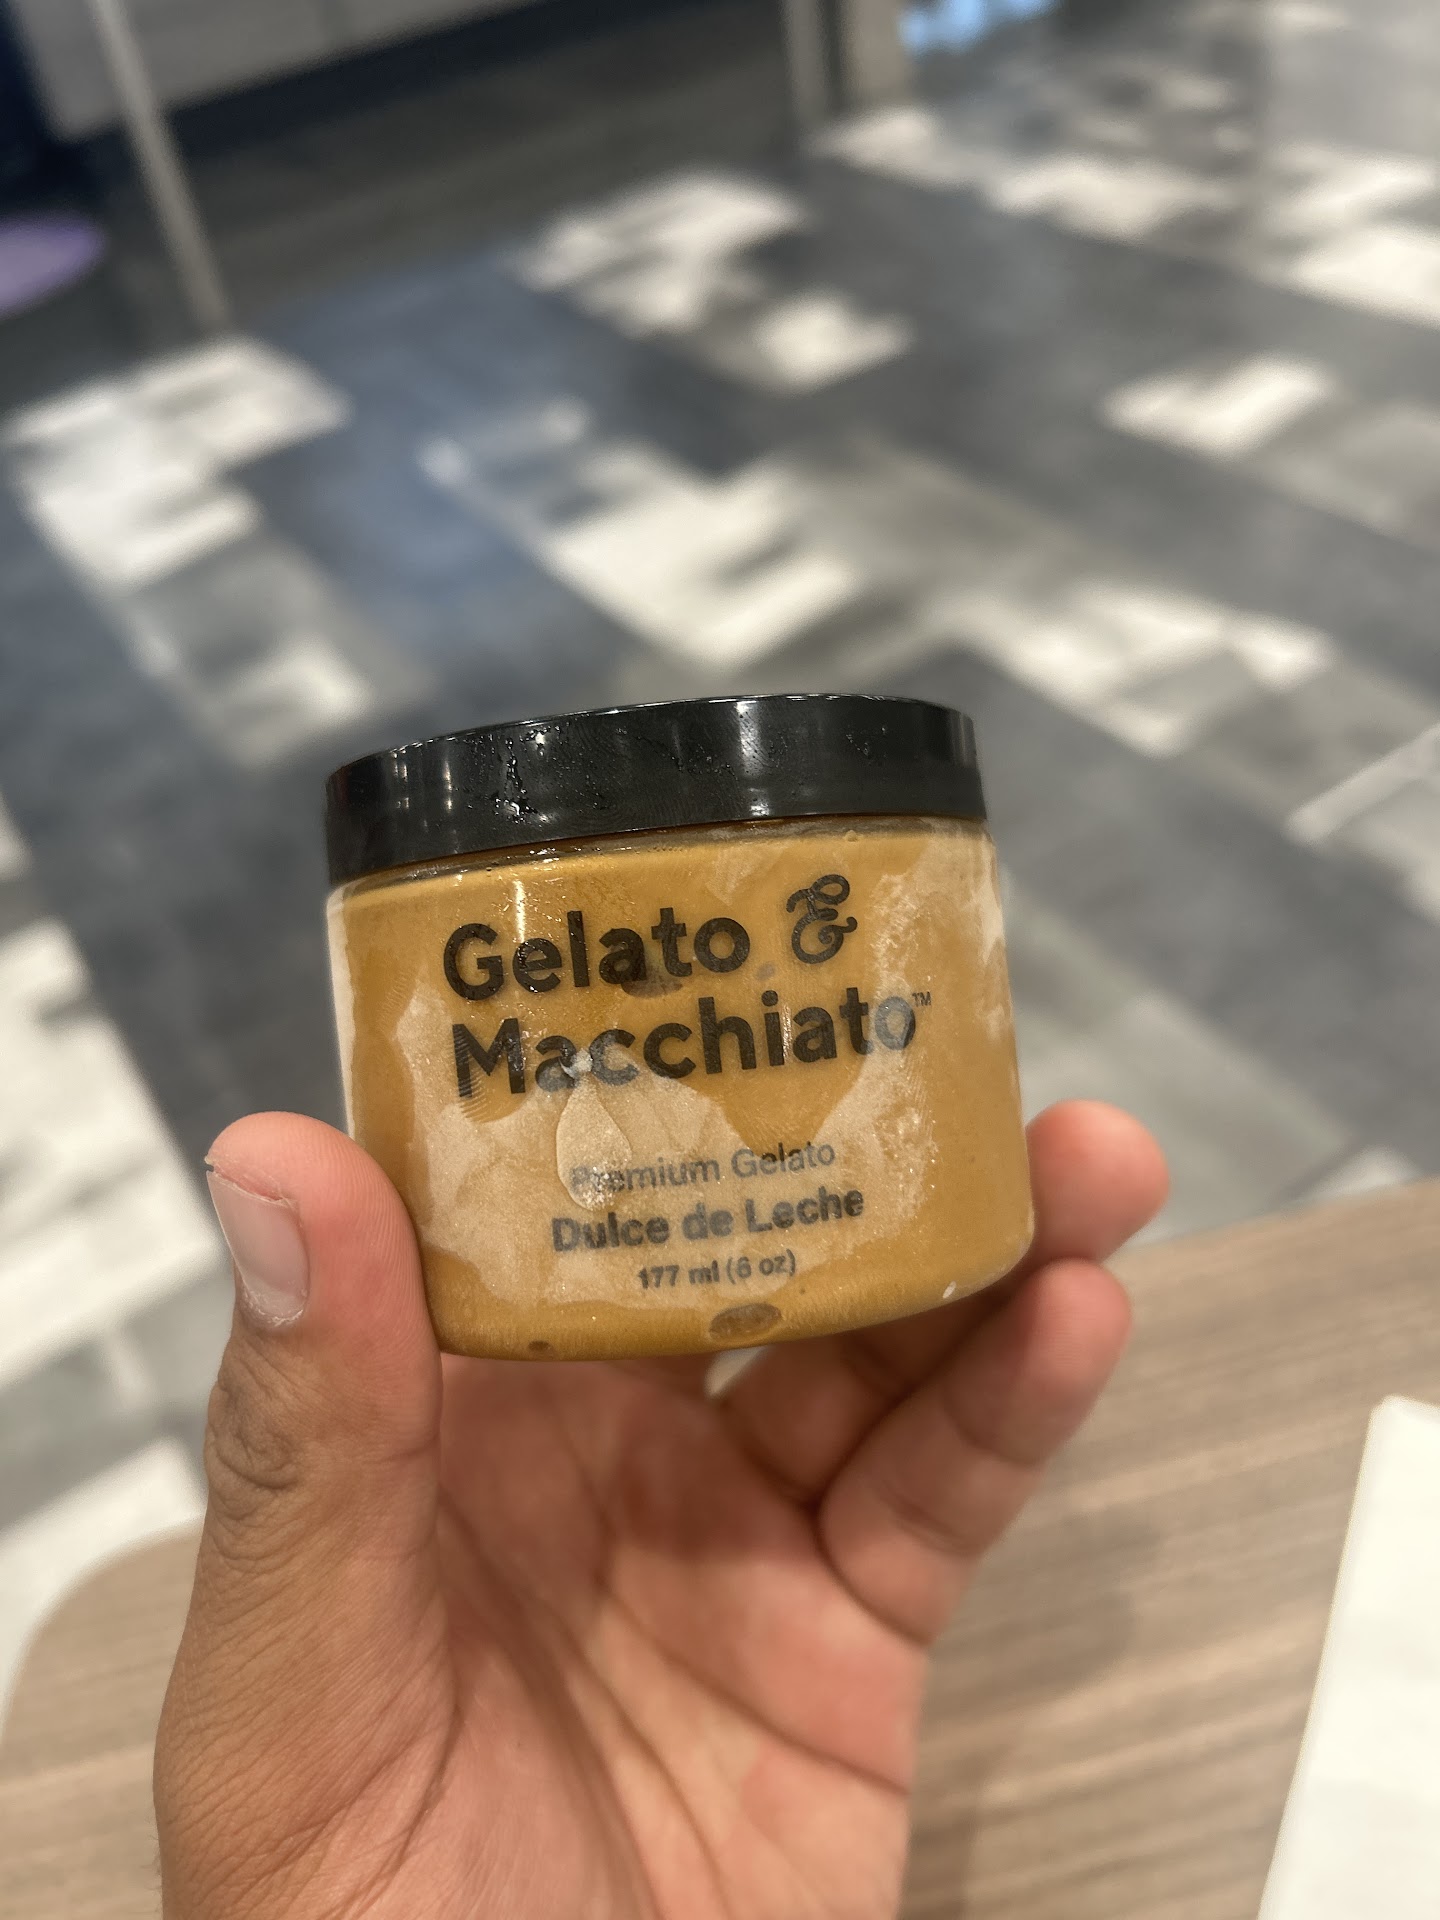 Gelato &
Macchiato™
Premium Gelato
Dulce de Leche
177 ml (6 oz)